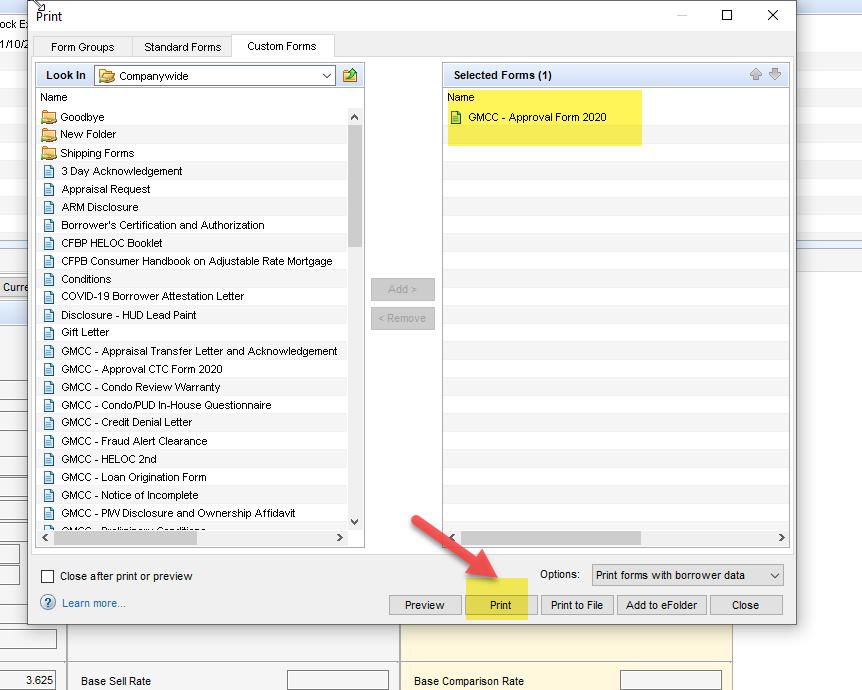 Print
ock Ex
1/10/2
Form Groups
Standard Forms
Custom Forms
Look In
Companywide
Selected Forms (1)
Name
Name
Goodbye
GMCC - Approval Form 2020
New Folder
Shipping Forms
3 Day Acknowledgement
Appraisal Request
ARM Disclosure
Borrower's Certification and Authorization
CFBP HELOC Booklet
CFPB Consumer Handbook on Adjustable Rate Mortgage
Conditions
Curre
Add >
COVID-19 Borrower Attestation Letter
Disclosure - HUD Lead Paint
< Remove
Gift Letter
GMCC - Appraisal Transfer Letter and Acknowledgement
GMCC - Approval CTC Form 2020
GMCC - Condo Review Warranty
GMCC - Condo/PUD In-House Questionnaire
GMCC - Credit Denial Letter
GMCC - Fraud Alert Clearance
GMCC - HELOC 2nd
GMCC - Loan Origination Form
GMCC - Notice of Incomplete
GMCC - PIW Disclosure and Ownership Affidavit
GMCC - Preliminary Conditions
Close after print or preview
Options:
Print forms with borrower data
? Learn more...
Preview
Print
Print to File
Add to eFolder
Close
3.625
Base Sell Rate
Base Comparison Rate